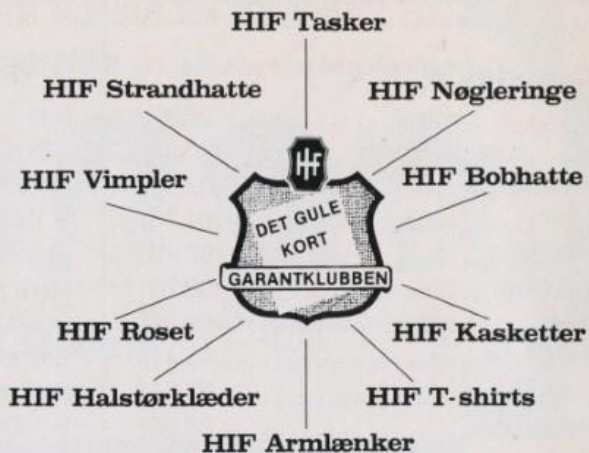 HIF Tasker
HIF Strandhatte
HIF Nøgleringe
HIF Vimpler
HIF Bobhatte
HIF
DET GULE
KORT
GARANTKLUBBEN
HIF Roset
HIF Kasketter
HIF Halstørklæder
HIF T-shirts
HIF Armlænker